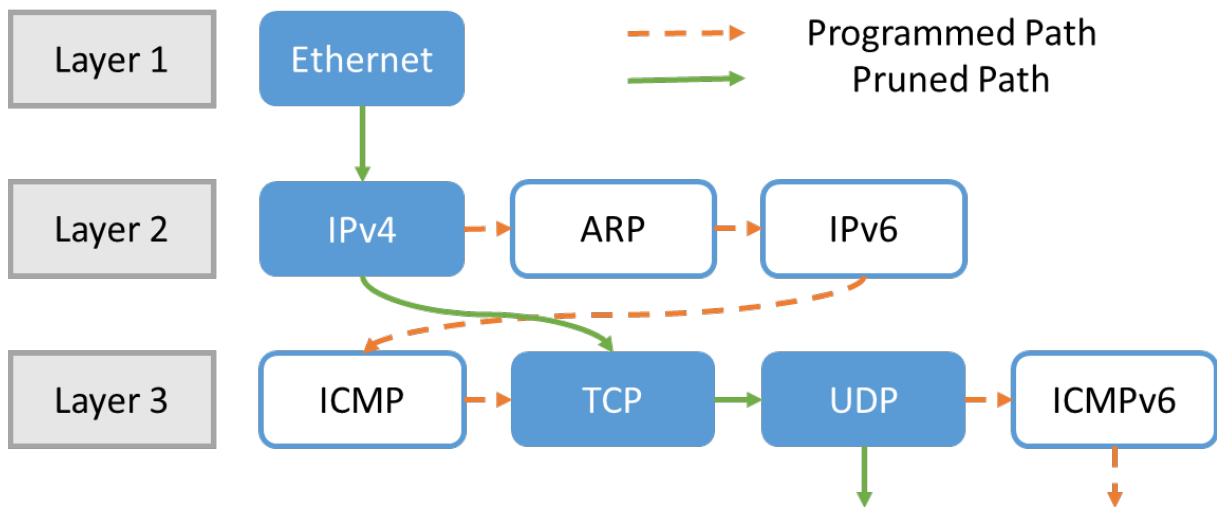 Layer 1
Ethernet
Programmed Path
Pruned Path
Layer 2
IPv4
ARP
IPv6
Layer 3
ICMP
TCP
UDP
ICMPv6